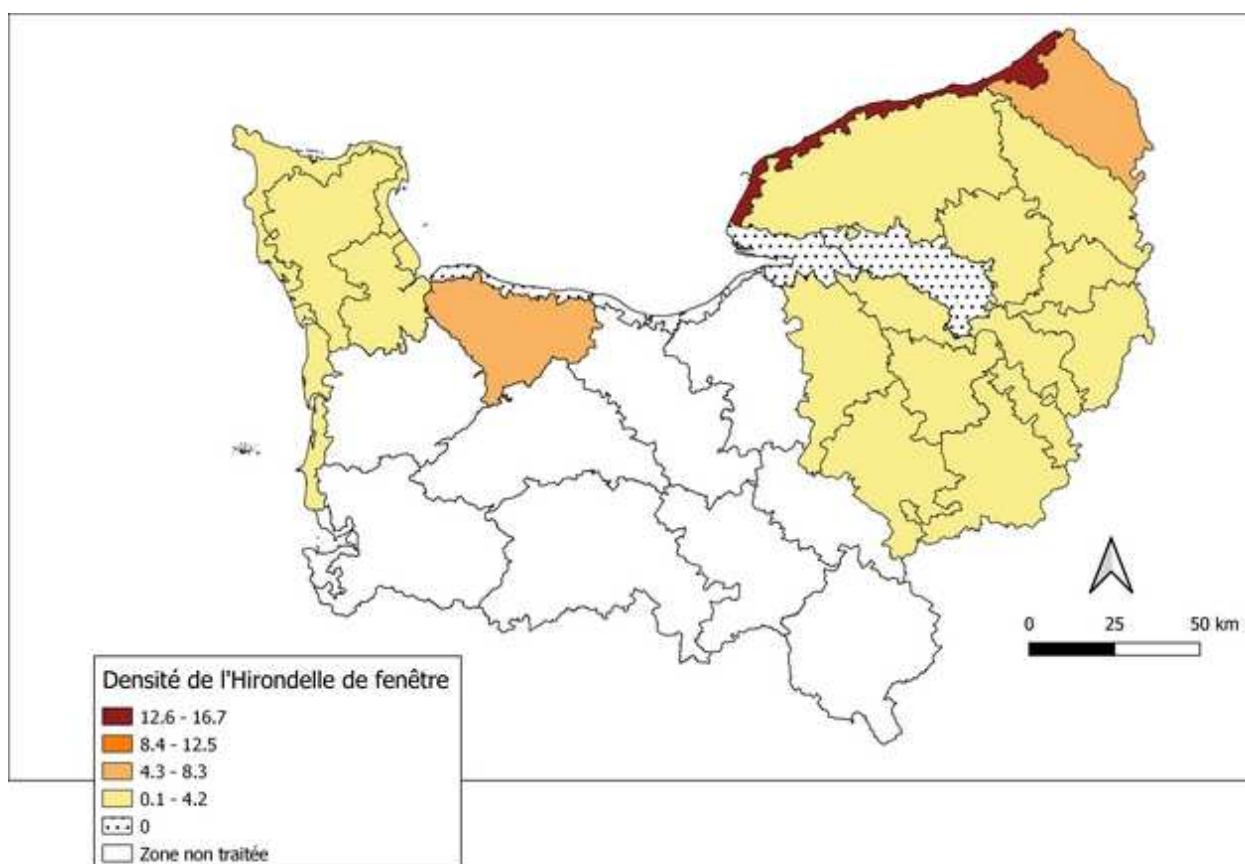 0 25 50 km
Densité de l'Hirondelle de fenêtre
12.6 - 16.7
8.4 - 12.5
4.3 - 8.3
0.1 - 4.2
0
Zone non traitée